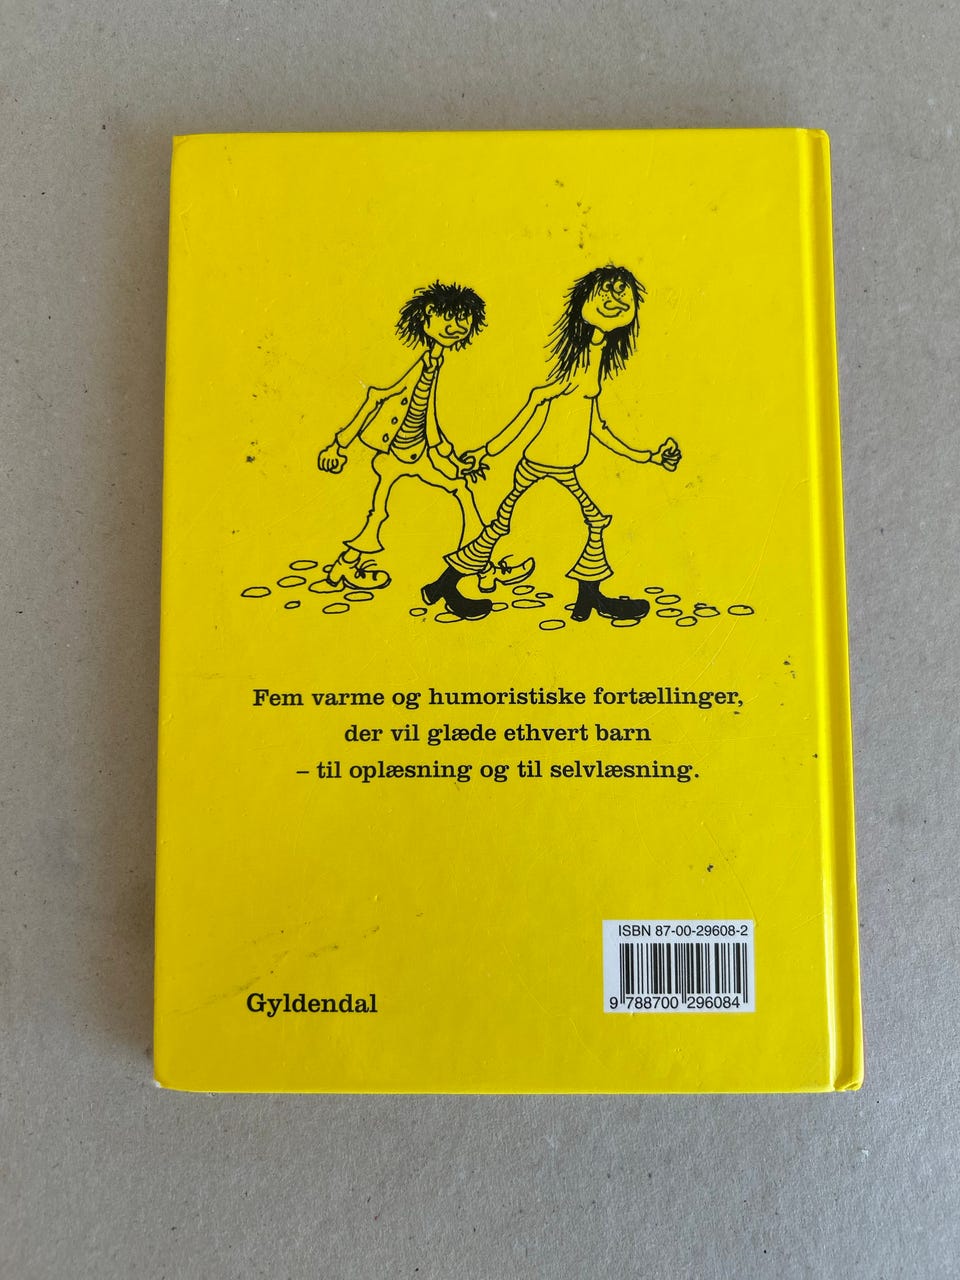 Fem varme og humoristiske fortællinger,
der vil glæde ethvert barn
– til oplæsning og til selvlæsning.
ISBN 87-00-29608-2
9 788700 296084
Gyldendal